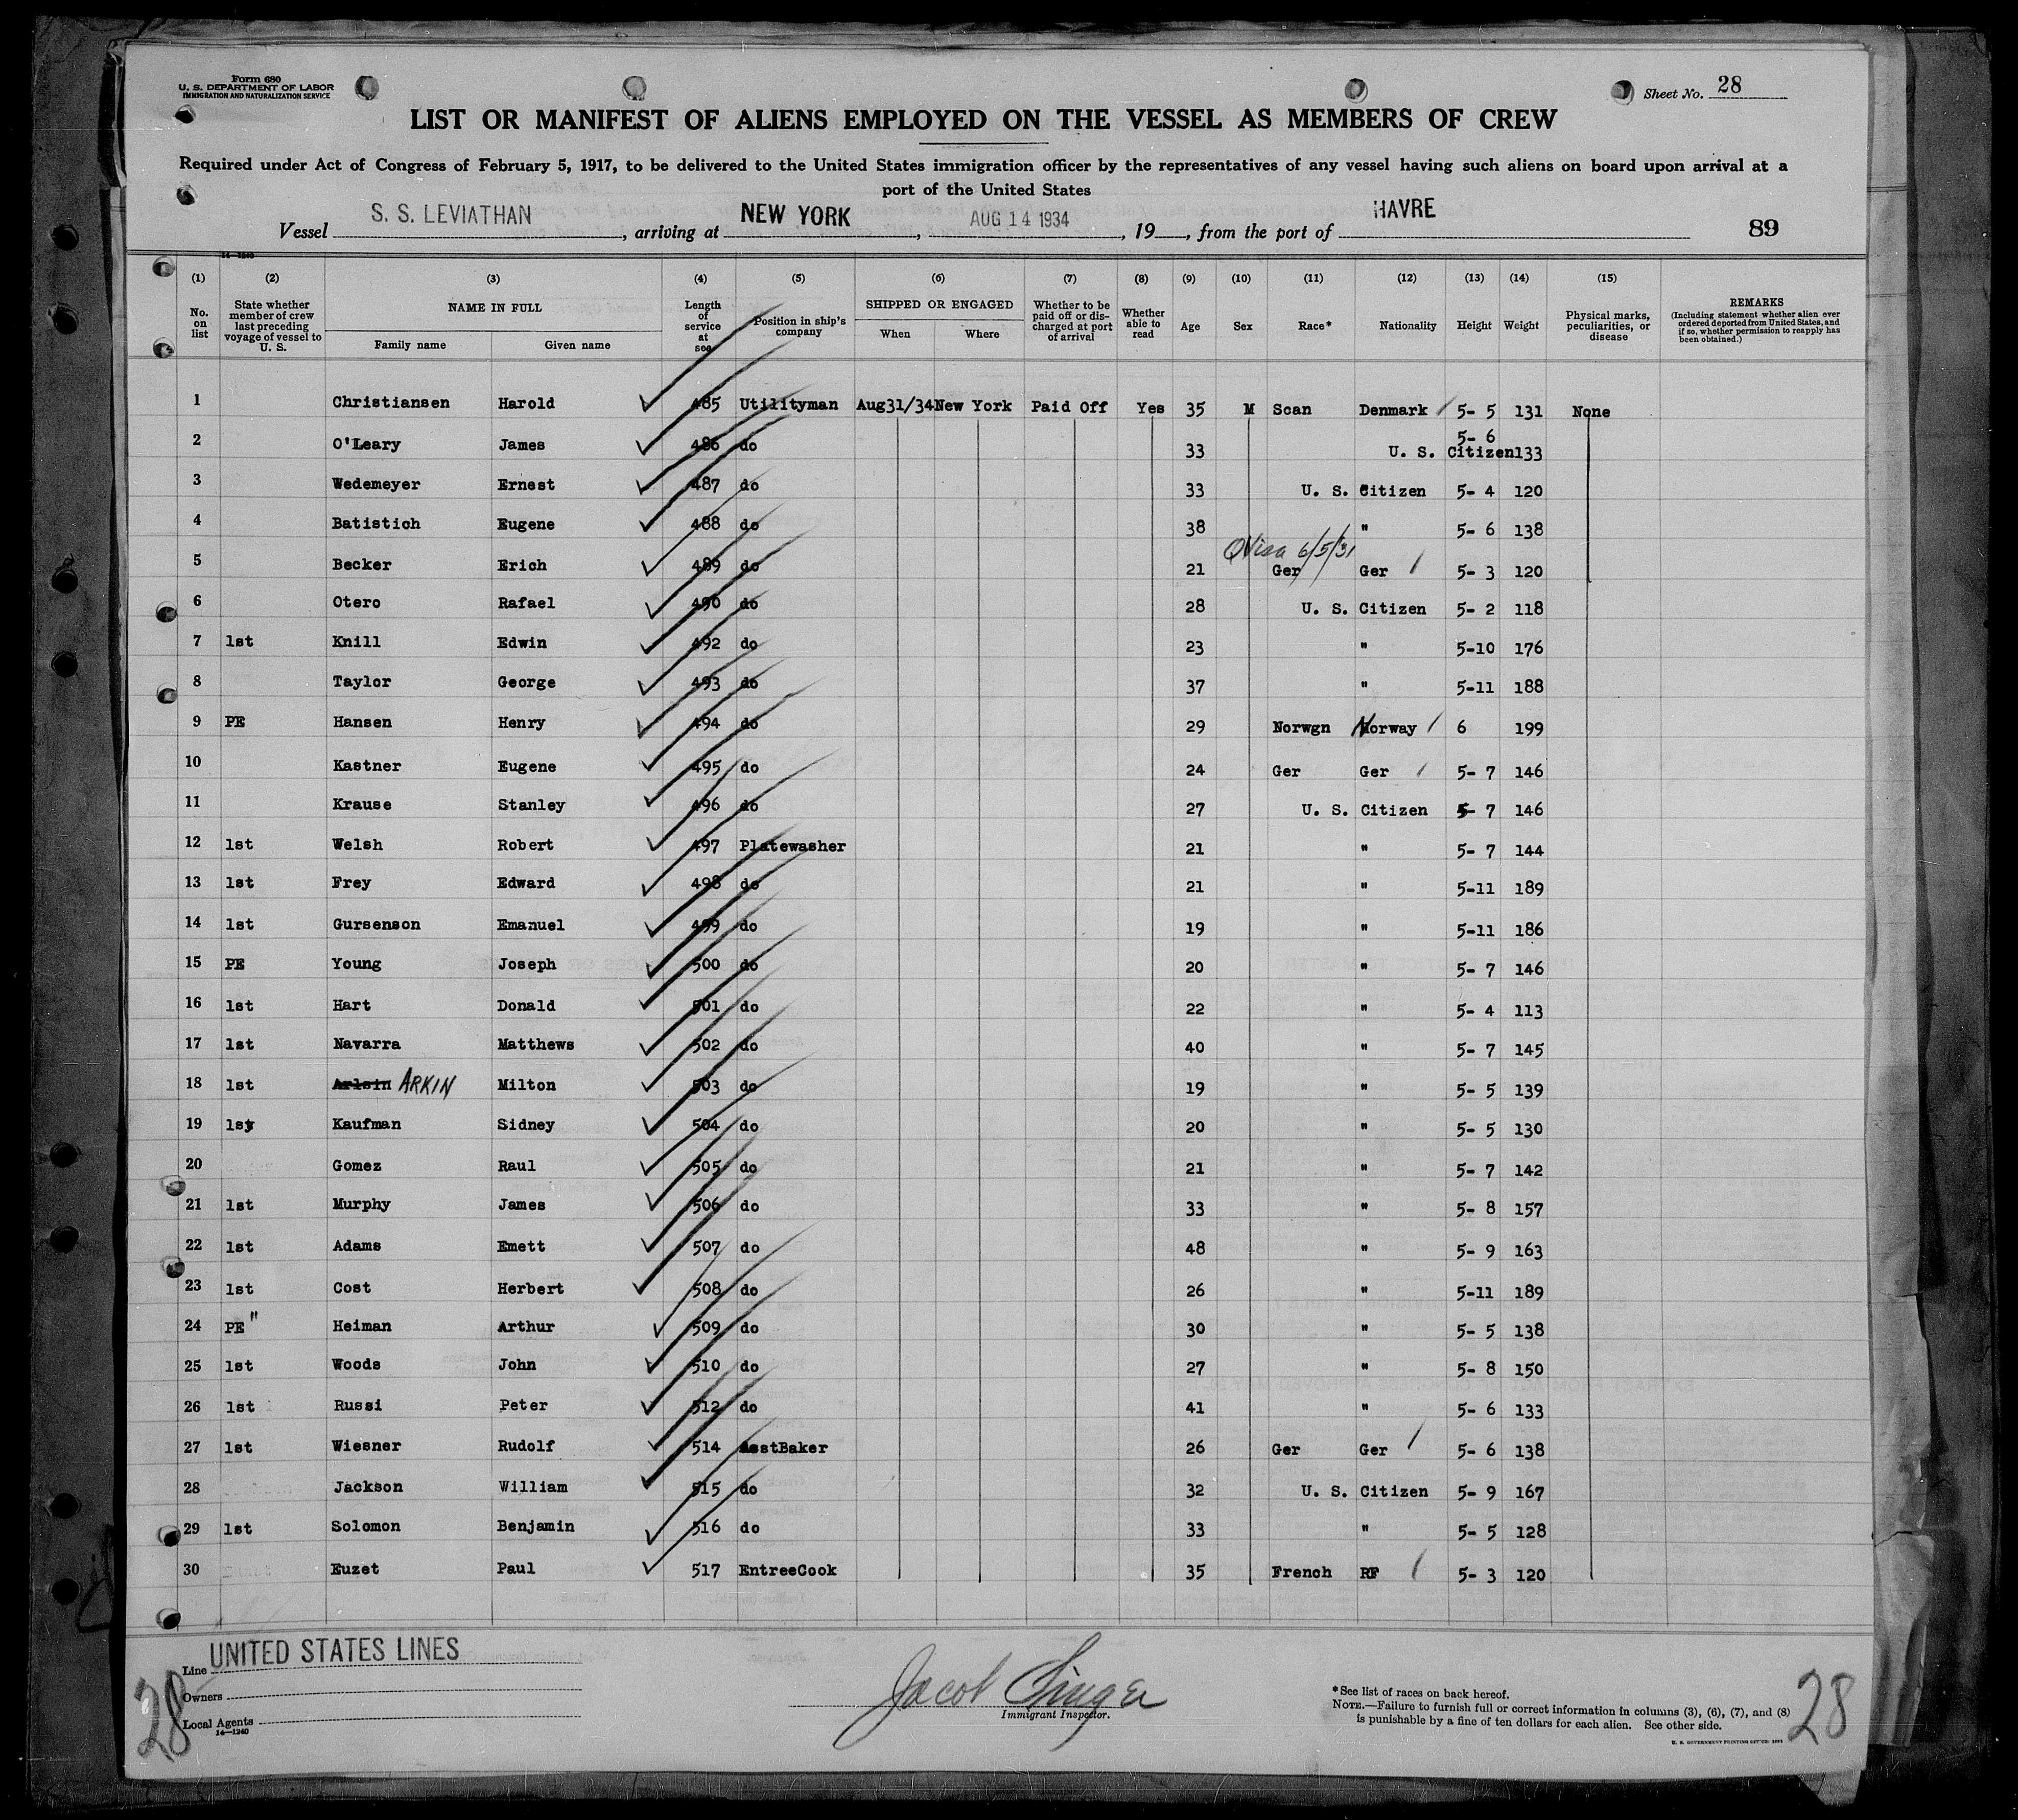 Form 680
U. S. DEPARTMENT OF LABOR
IMMIGRATION AND NATURALIZATION SERVICE
Sheet No. 28
LIST OR MANIFEST OF ALIENS EMPLOYED ON THE VESSEL AS MEMBERS OF CREW
Required under Act of Congress of February 5, 1917, to be delivered to the United States immigration officer by the representatives of any vessel having such aliens on board upon arrival at a
port of the United States
Vessel S. S. LEVIATHAN, arriving at NEW YORK, AUG 14 1934, 19 , from the port of HAVRE 89
14—1240
(1) (2) (3) (4) (5) (6) (7) (8) (9) (10) (11) (12) (13) (14) (15)
No. on list State whether member of crew last preceding voyage of vessel to U. S. NAME IN FULL Family name Given name Length of service at sea Position in ship's company SHIPPED OR ENGAGED When Where Whether to be paid off or discharged at port of arrival Whether able to read Age Sex Race* Nationality Height Weight Physical marks, peculiarities, or disease REMARKS (Including statement whether alien ever ordered deported from United States, and if so, whether permission to reapply has been obtained.)
1 Christiansen Harold 485 Utilityman Aug31/34 New York Paid Off Yes 35 M Scan Denmark 5- 5 131 None
2 O'Leary James 486 do 33 U. S. Citizen 5- 6 133
3 Wedemeyer Ernest 487 do 33 U. S. Citizen 5- 4 120
4 Batistich Eugene 488 do 38 " 5- 6 138
QVisa 6/5/31
5 Becker Erich 489 do 21 Ger Ger 5- 3 120
6 Otero Rafael 490 do 28 U. S. Citizen 5- 2 118
7 1st Knill Edwin 492 do 23 " 5-10 176
8 Taylor George 493 do 37 " 5-11 188
9 PE Hansen Henry 494 do 29 Norwgn Norway 6 199
10 Kastner Eugene 495 do 24 Ger Ger 5- 7 146
11 Krause Stanley 496 do 27 U. S. Citizen 5- 7 146
12 1st Welsh Robert 497 Platewasher 21 " 5- 7 144
13 1st Frey Edward 498 do 21 " 5-11 189
14 1st Gursenson Emanuel 499 do 19 " 5-11 186
15 PE Young Joseph 500 do 20 " 5- 7 146
16 1st Hart Donald 501 do 22 " 5- 4 113
17 1st Navarra Matthews 502 do 40 " 5- 7 145
18 1st Arlsin ARKIN Milton 503 do 19 " 5- 5 139
19 1sy Kaufman Sidney 504 do 20 " 5- 5 130
20 Gomez Raul 505 do 21 " 5- 7 142
21 1st Murphy James 506 do 33 " 5- 8 157
22 1st Adams Emett 507 do 48 " 5- 9 163
23 1st Cost Herbert 508 do 26 " 5-11 189
24 PE " Heiman Arthur 509 do 30 " 5- 5 138
25 1st Woods John 510 do 27 " 5- 8 150
26 1st Russi Peter 512 do 41 " 5- 6 133
27 1st Wiesner Rudolf 514 AsstBaker 26 Ger Ger 5- 6 138
28 Jackson William 515 do 32 U. S. Citizen 5- 9 167
29 1st Solomon Benjamin 516 do 33 " 5- 5 128
30 Euzet Paul 517 EntreeCook 35 French RF 5- 3 120
Line UNITED STATES LINES
Owners
Local Agents
14—1240
28
Jacob Singer
Immigrant Inspector.
*See list of races on back hereof.
NOTE.—Failure to furnish full or correct information in columns (3), (6), (7), and (8)
is punishable by a fine of ten dollars for each alien. See other side.
28